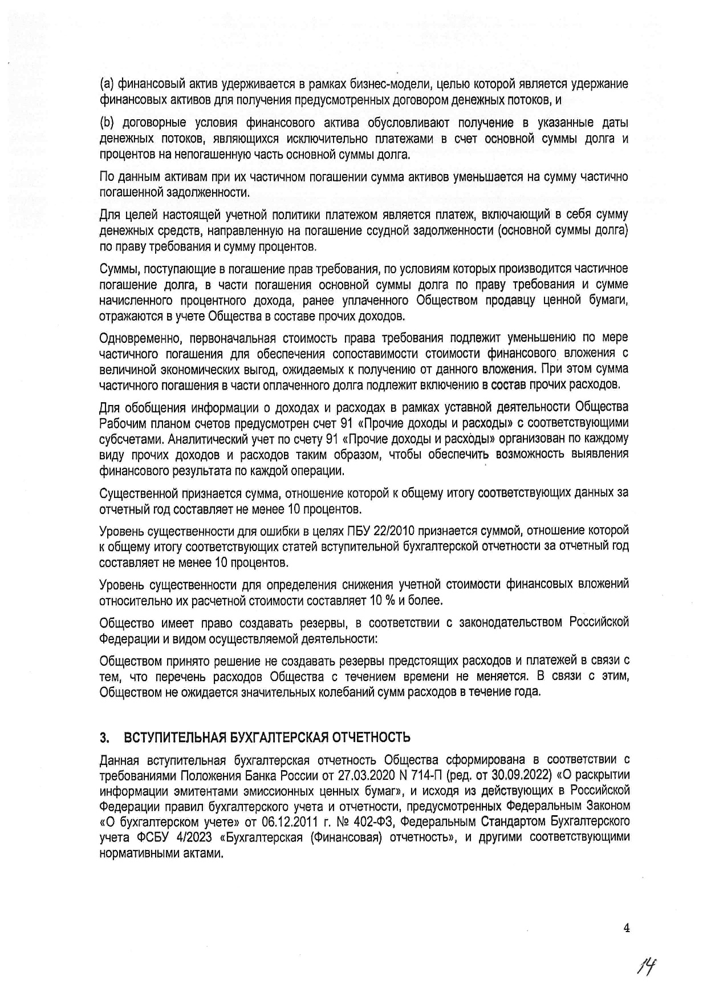 (а) финансовый актив удерживается в рамках бизнес-модели, целью которой является удержание
финансовых активов для получения предусмотренных договором денежных потоков, и
(b) договорные условия финансового актива обусловливают получение в указанные даты
денежных потоков, являющихся исключительно платежами в счет основной суммы долга и
процентов на непогашенную часть основной суммы долга.
По данным активам при их частичном погашении сумма активов уменьшается на сумму частично
погашенной задолженности.
Для целей настоящей учетной политики платежом является платеж, включающий в себя сумму
денежных средств, направленную на погашение ссудной задолженности (основной суммы долга)
по праву требования и сумму процентов.
Суммы, поступающие в погашение прав требования, по условиям которых производится частичное
погашение долга, в части погашения основной суммы долга по праву требования и сумме
начисленного процентного дохода, ранее уплаченного Обществом продавцу ценной бумаги,
отражаются в учете Общества в составе прочих доходов.
Одновременно, первоначальная стоимость права требования подлежит уменьшению по мере
частичного погашения для обеспечения сопоставимости стоимости финансового вложения с
величиной экономических выгод, ожидаемых к получению от данного вложения. При этом сумма
частичного погашения в части оплаченного долга подлежит включению в состав прочих расходов.
Для обобщения информации о доходах и расходах в рамках уставной деятельности Общества
Рабочим планом счетов предусмотрен счет 91 «Прочие доходы и расходы» с соответствующими
субсчетами. Аналитический учет по счету 91 «Прочие доходы и расходы» организован по каждому
виду прочих доходов и расходов таким образом, чтобы обеспечить возможность выявления
финансового результата по каждой операции.
Существенной признается сумма, отношение которой к общему итогу соответствующих данных за
отчетный год составляет не менее 10 процентов.
Уровень существенности для ошибки в целях ПБУ 22/2010 признается суммой, отношение которой
к общему итогу соответствующих статей вступительной бухгалтерской отчетности за отчетный год
составляет не менее 10 процентов.
Уровень существенности для определения снижения учетной стоимости финансовых вложений
относительно их расчетной стоимости составляет 10 % и более.
Общество имеет право создавать резервы, в соответствии с законодательством Российской
Федерации и видом осуществляемой деятельности:
Обществом принято решение не создавать резервы предстоящих расходов и платежей в связи с
тем, что перечень расходов Общества с течением времени не меняется. В связи с этим,
Обществом не ожидается значительных колебаний сумм расходов в течение года.
3. ВСТУПИТЕЛЬНАЯ БУХГАЛТЕРСКАЯ ОТЧЕТНОСТЬ
Данная вступительная бухгалтерская отчетность Общества сформирована в соответствии с
требованиями Положения Банка России от 27.03.2020 N 714-П (ред. от 30.09.2022) «О раскрытии
информации эмитентами эмиссионных ценных бумаг», и исходя из действующих в Российской
Федерации правил бухгалтерского учета и отчетности, предусмотренных Федеральным Законом
«О бухгалтерском учете» от 06.12.2011 г. № 402-ФЗ, Федеральным Стандартом Бухгалтерского
учета ФСБУ 4/2023 «Бухгалтерская (Финансовая) отчетность», и другими соответствующими
нормативными актами.
4
14